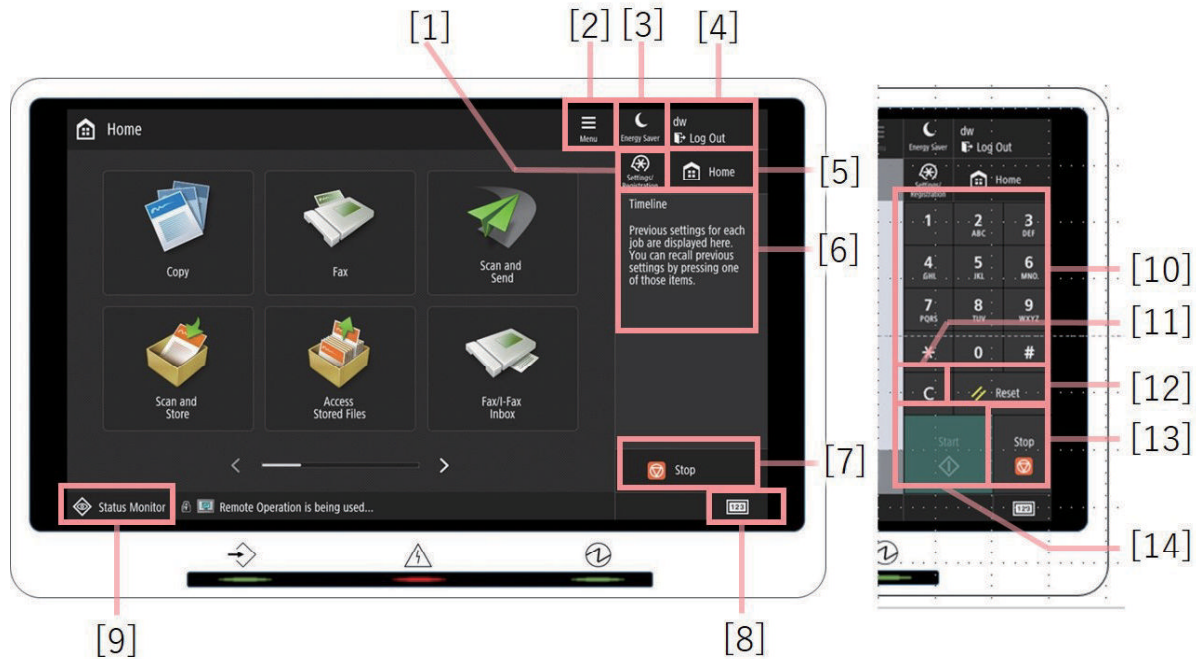 [1]
[2]
[3]
[4]
Home
Menu
Energy Saver
dw
Log Out
Settings/
Registration
Home
[5]
Timeline
Previous settings for each
job are displayed here.
You can recall previous
settings by pressing one
of those items.
[6]
Copy
Fax
Scan and
Send
Scan and
Store
Access
Stored Files
Fax/I-Fax
Inbox
Stop
[7]
Status Monitor
Remote Operation is being used...
123
[9]
[8]
Energy Saver
dw
Log Out
Settings/
Registration
Home
1
2
ABC
3
DEF
4
GHI
5
JKL
6
MNO
7
PQRS
8
TUV
9
WXYZ
* 0 #
[10]
[11]
C
Reset
[12]
Start
Stop
[13]
123
[14]